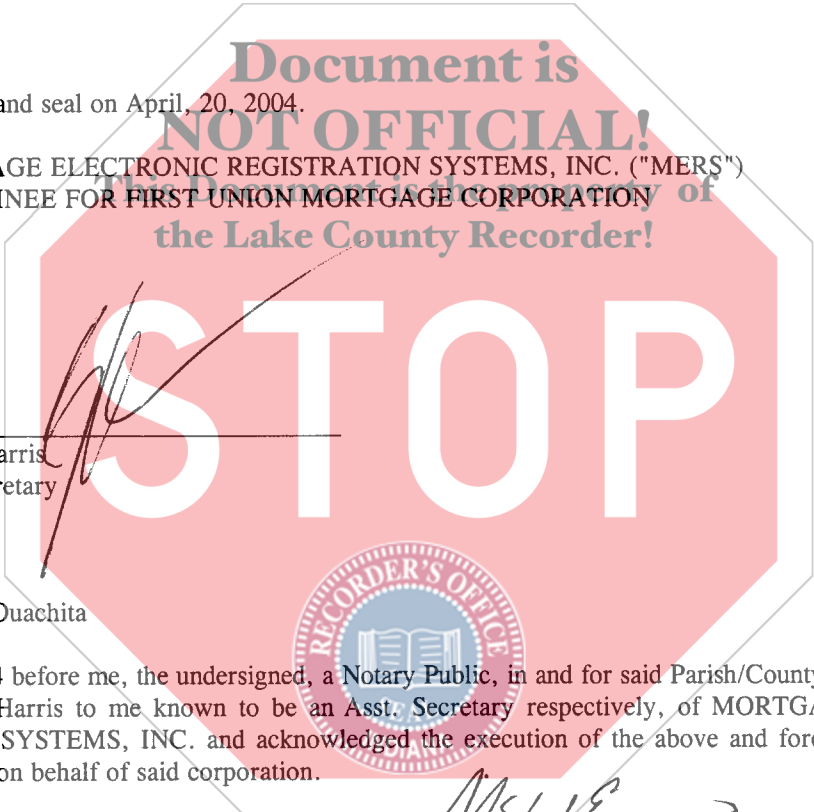 Document is
and seal on April, 20, 2004.
NOT OFFICIAL!
AGE ELECTRONIC REGISTRATION SYSTEMS, INC. ("MERS")
This Document is the property of
INEE FOR FIRST UNION MORTGAGE CORPORATION
the Lake County Recorder!
STOP
arris
retary
RECORDER'S OFFICE
Ouachita
before me, the undersigned, a Notary Public, in and for said Parish/County
Harris to me known to be an Asst. Secretary respectively, of MORTGA
SEAL
SYSTEMS, INC. and acknowledged the execution of the above and fore
on behalf of said corporation.